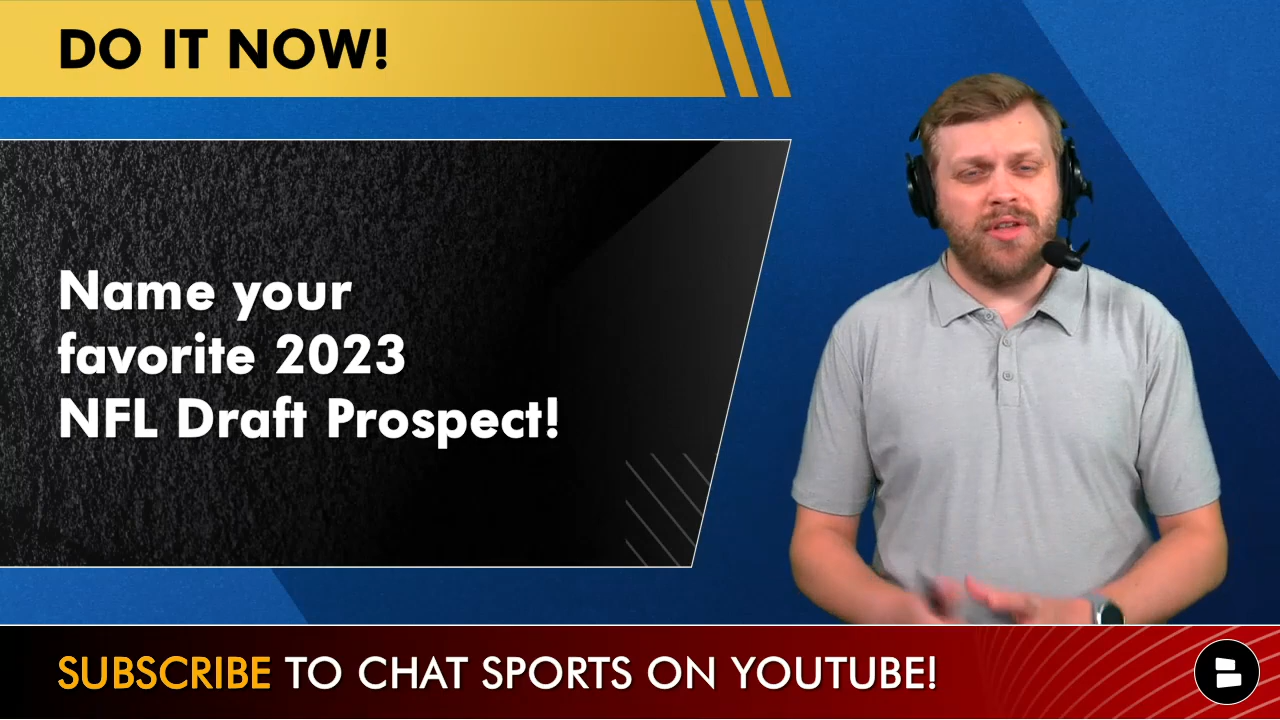 DO IT NOW!
Name your
favorite 2023
NFL Draft Prospect!
SUBSCRIBE TO CHAT SPORTS ON YOUTUBE!